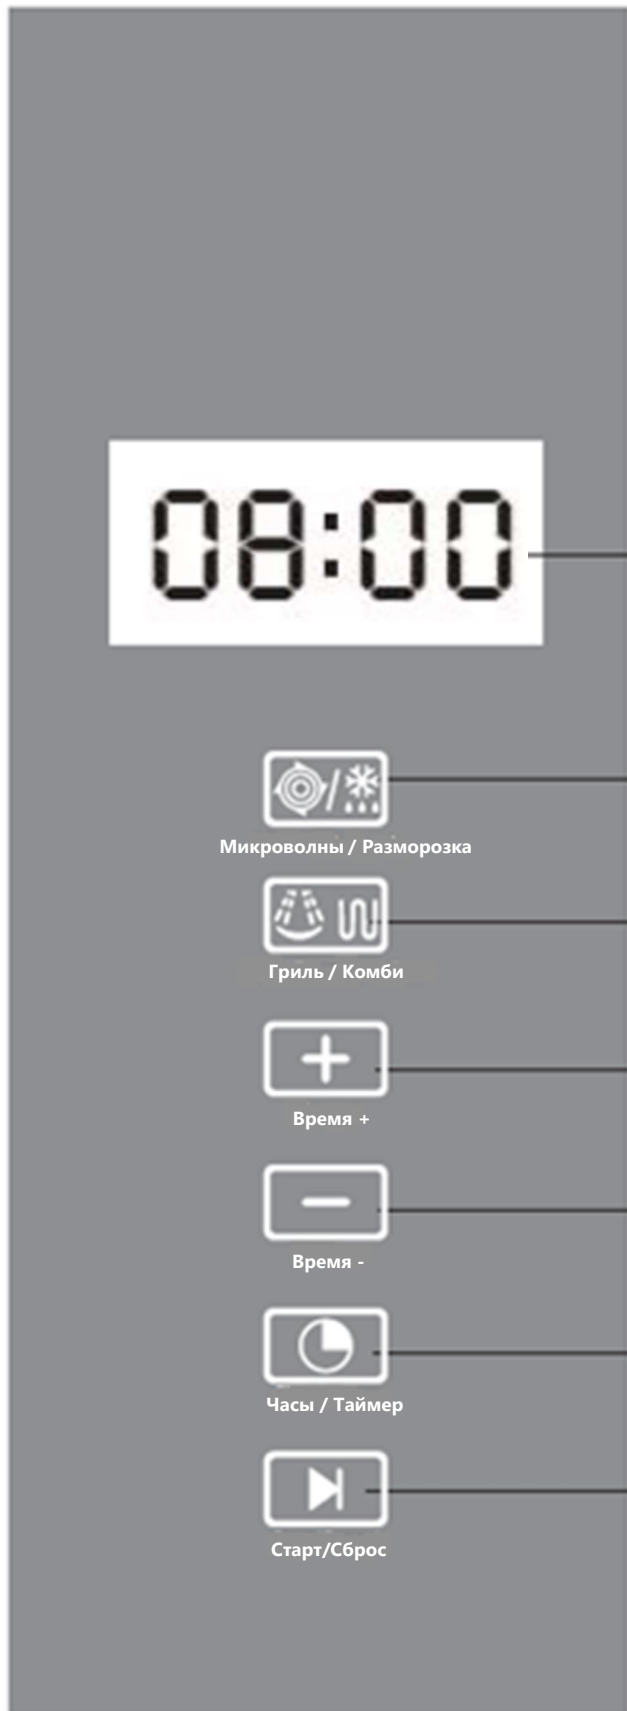 08:00
Микроволны / Разморозка
Гриль / Комби
Время +
Время -
Часы / Таймер
Старт/Сброс